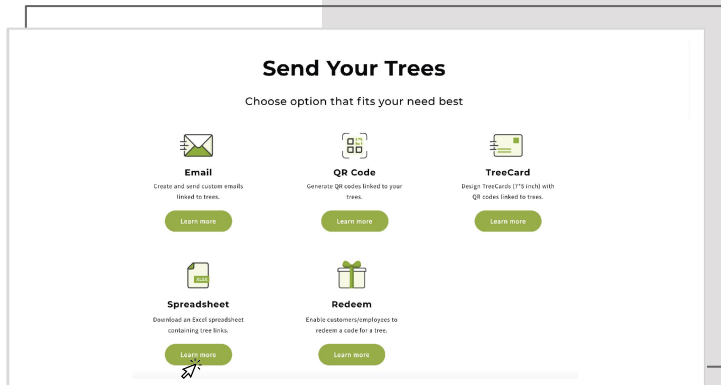 Send Your Trees
Choose option that fits your need best
Email
Create and send custom emails
linked to trees.
Learn more
QR Code
Generate QR codes linked to your
trees.
Learn more
TreeCard
Design TreeCards (7*5 inch) with
QR codes linked to trees.
Learn more
XLSX
Spreadsheet
Download an Excel spreadsheet
containing tree links.
Learn more
Redeem
Enable customers/employees to
redeem a code for a tree.
Learn more